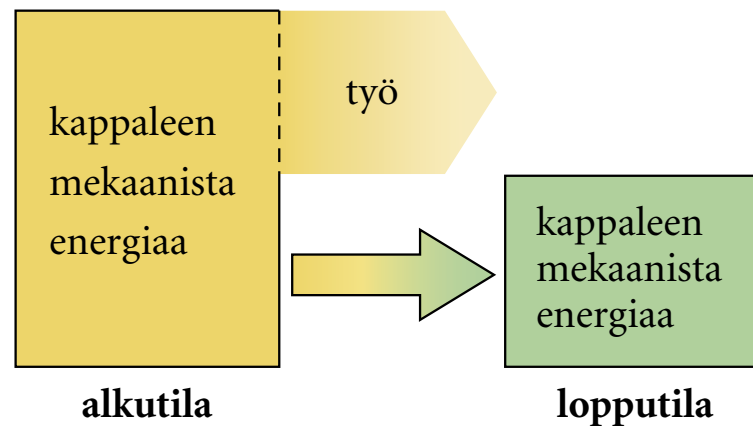 kappaleen
mekaanista
energiaa
työ
kappaleen
mekaanista
energiaa
alkutila
lopputila